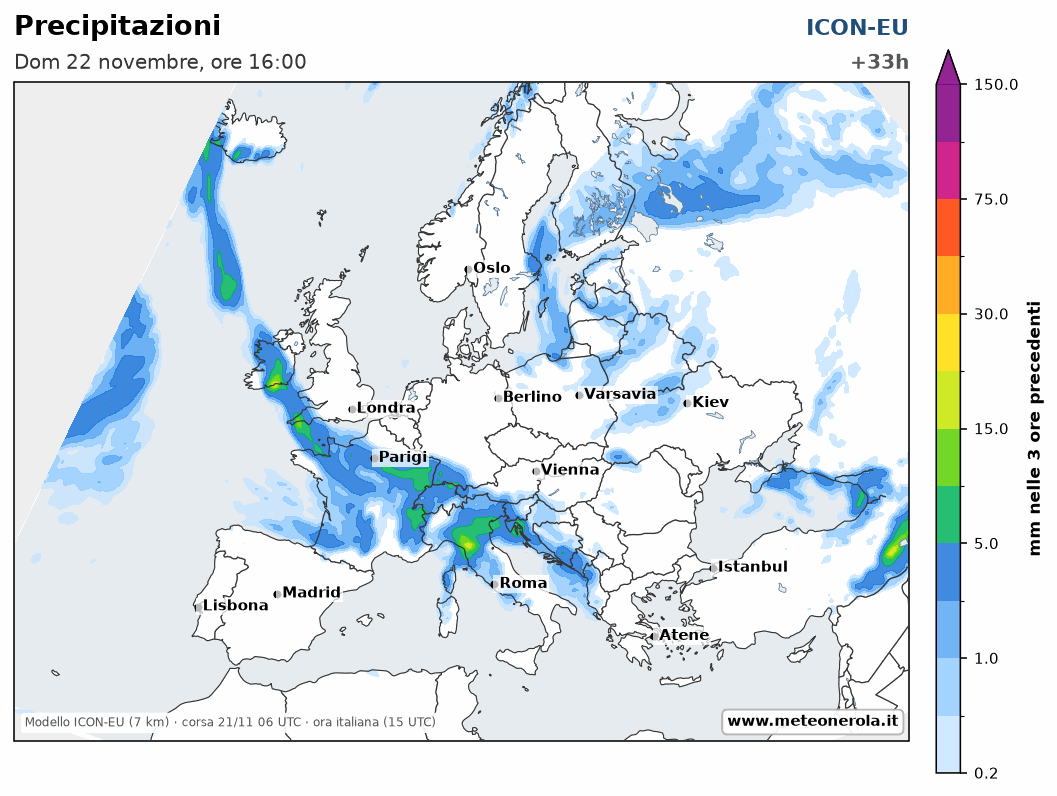 Precipitazioni
ICON-EU
Dom 22 novembre, ore 16:00
+33h
150.0
75.0
30.0
15.0
5.0
1.0
0.2
mm nelle 3 ore precedenti
Oslo
Londra
Berlino
Varsavia
Kiev
Parigi
Vienna
Istanbul
Roma
Madrid
Lisbona
Atene
Modello ICON-EU (7 km) · corsa 21/11 06 UTC · ora italiana (15 UTC)
www.meteonerola.it